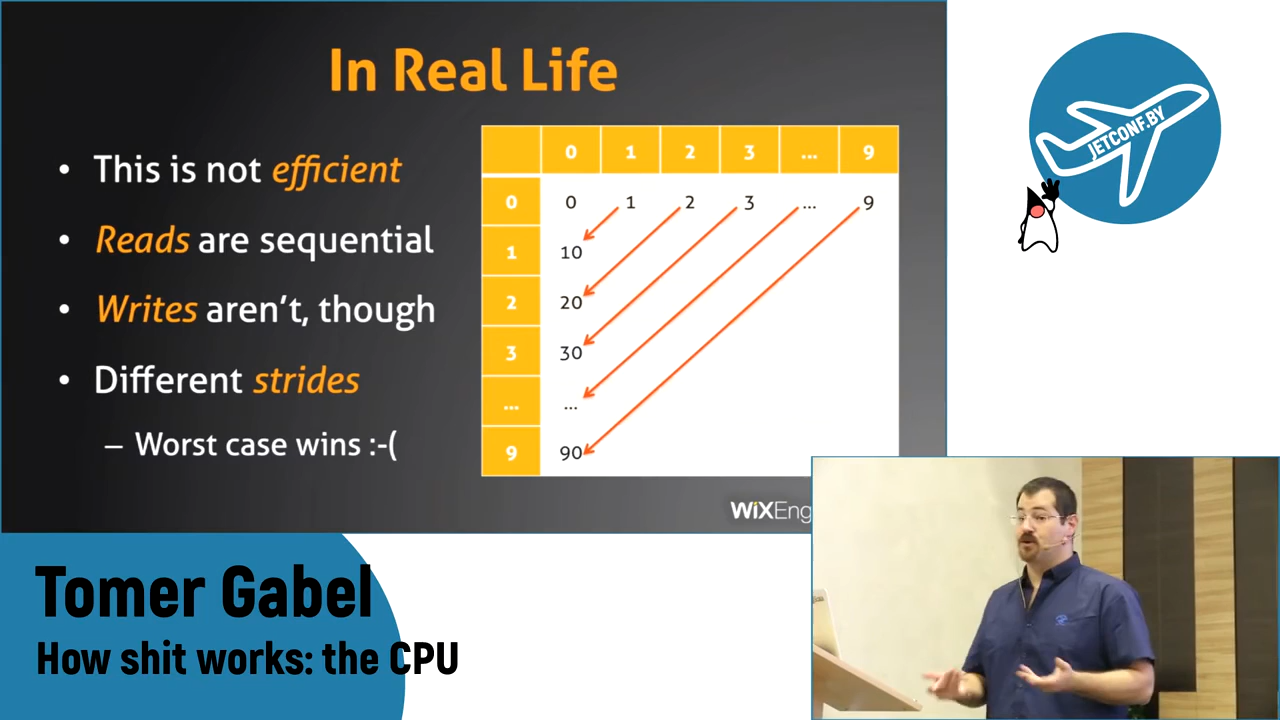 In Real Life
• This is not efficient
• Reads are sequential
• Writes aren't, though
• Different strides
– Worst case wins :-(
0 1 2 3 ... 9
0 0 1 2 3 ... 9
1 10
2 20
3 30
... ...
9 90
WiXEng
JETCONF.BY
Tomer Gabel
How shit works: the CPU